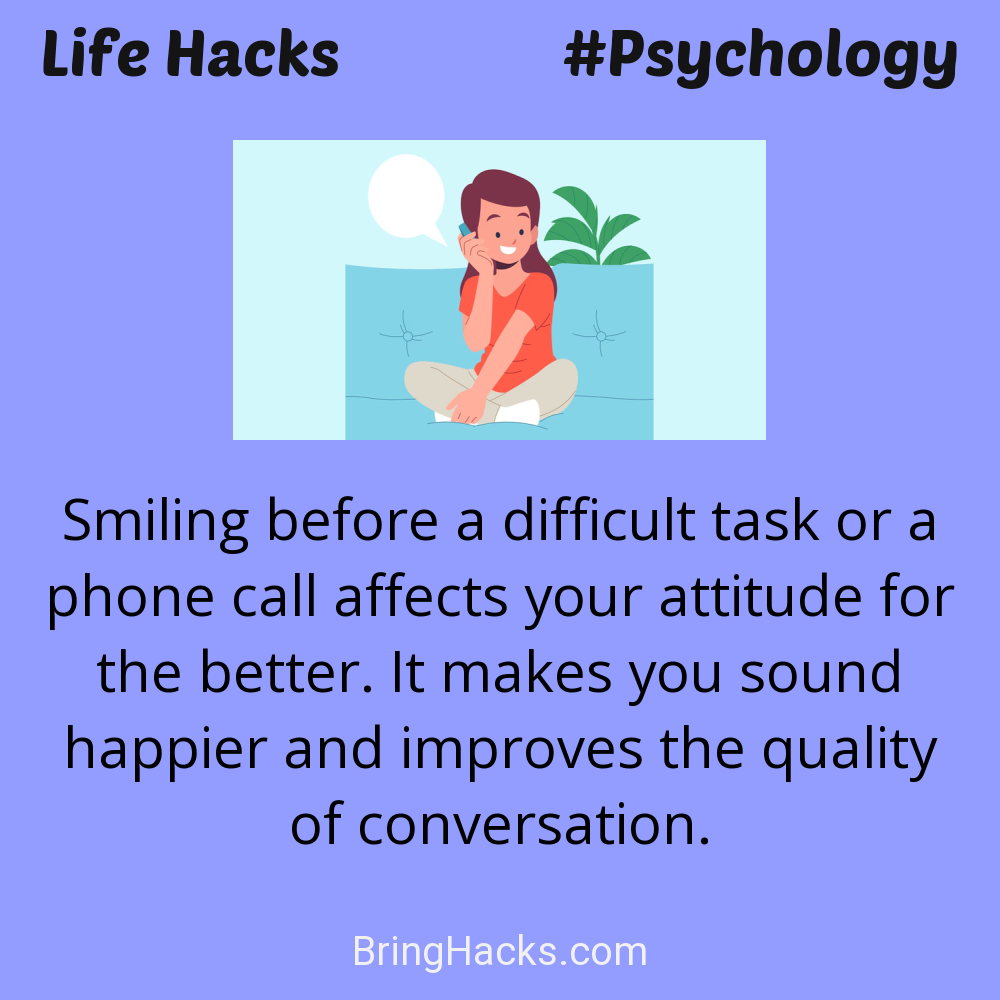 Life Hacks
#Psychology
Smiling before a difficult task or a
phone call affects your attitude for
the better. It makes you sound
happier and improves the quality
of conversation.
BringHacks.com